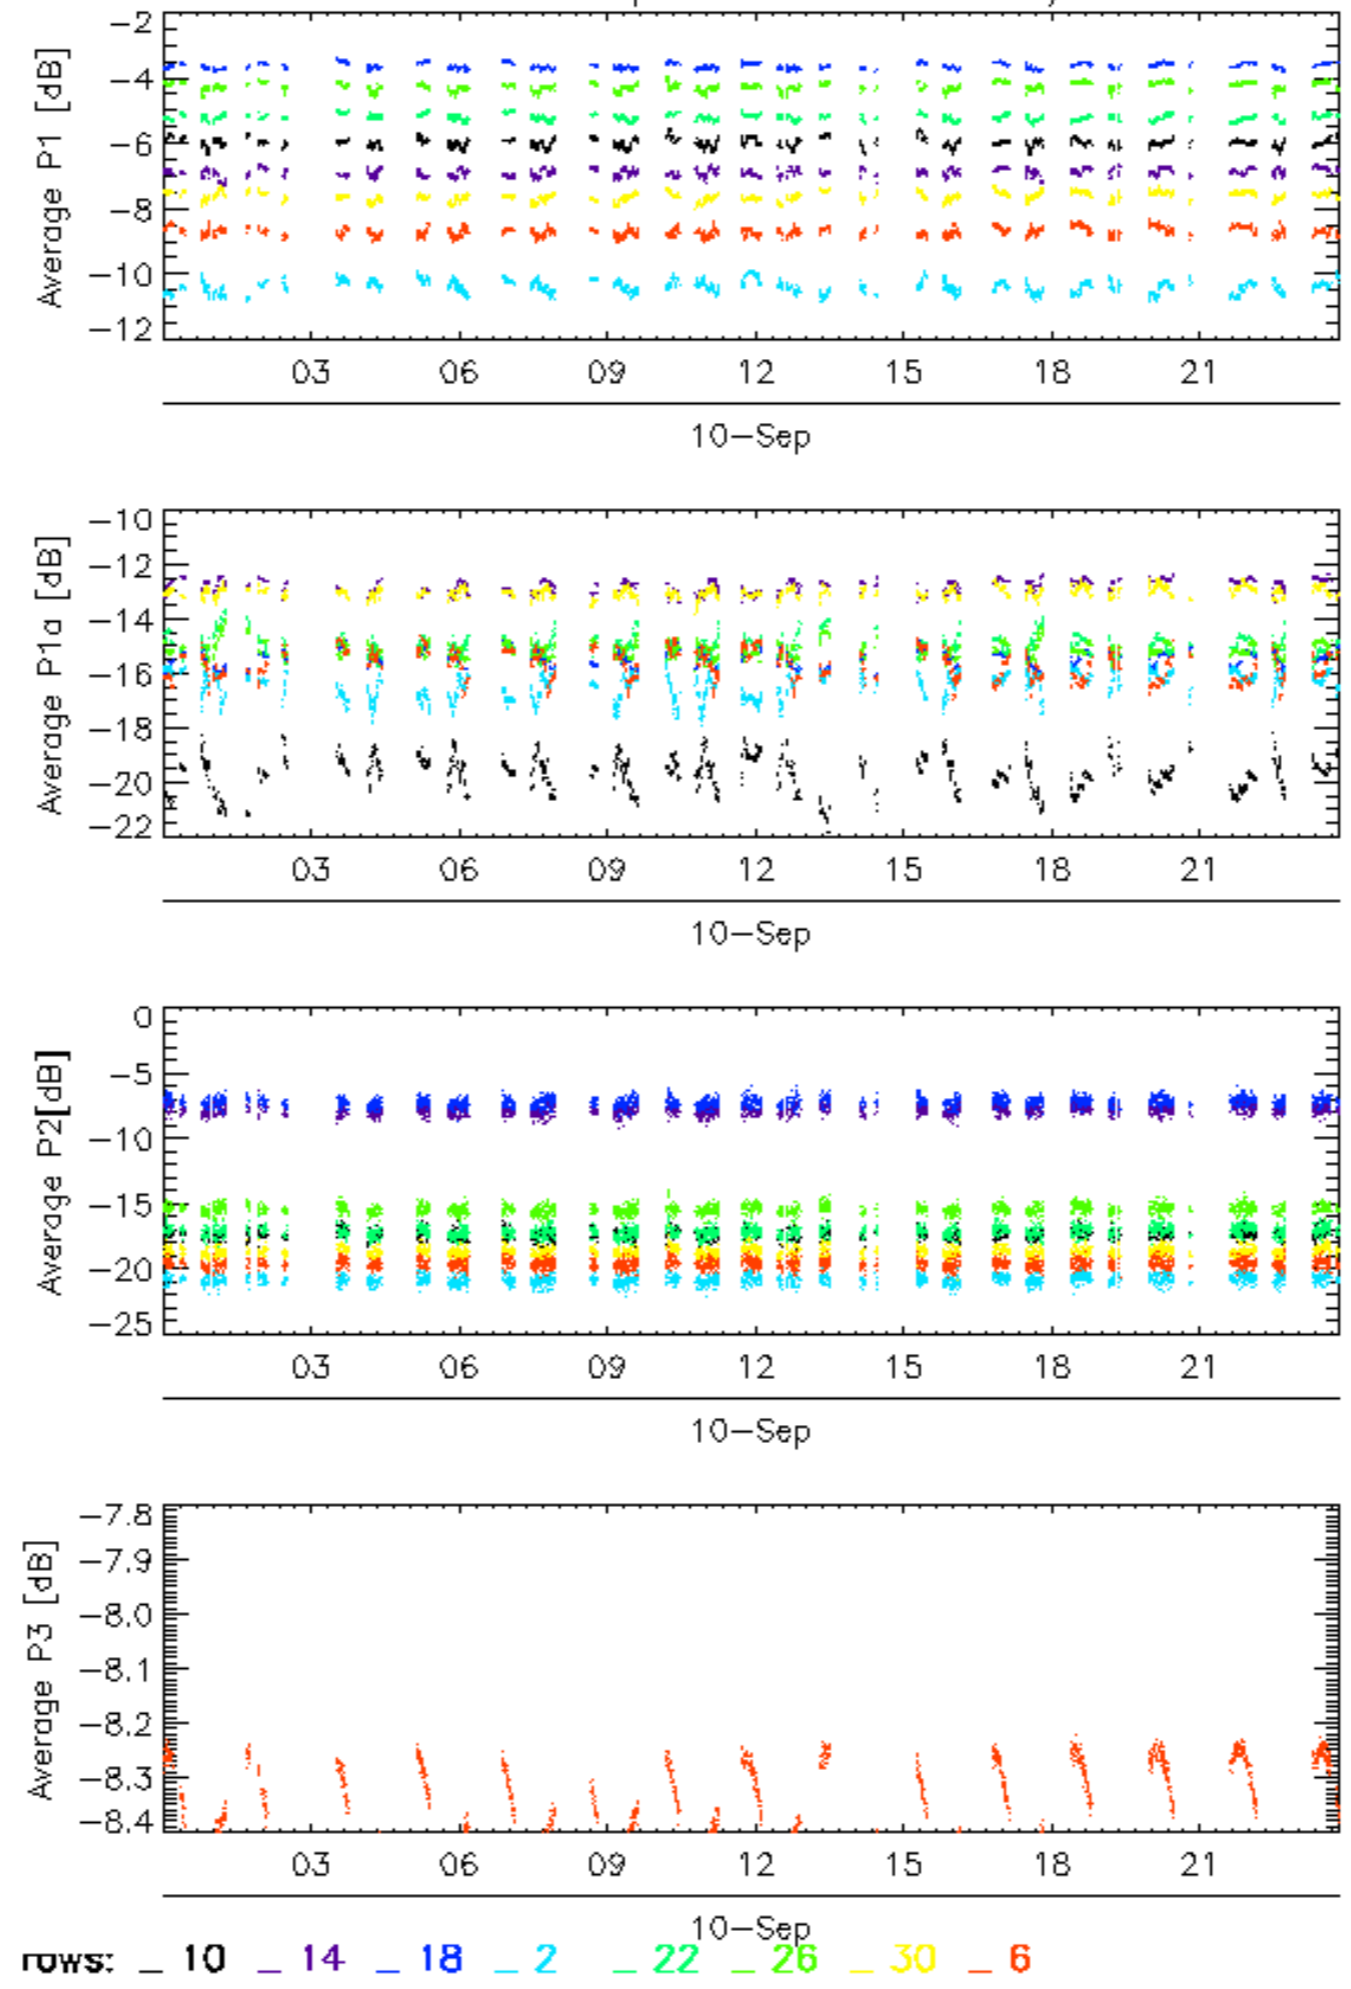 Average P1 [dB]
−2
−4
−6
−8
−10
−12
03 06 09 12 15 18 21
10−Sep
Average P1a [dB]
−10
−12
−14
−16
−18
−20
−22
03 06 09 12 15 18 21
10−Sep
Average P2[dB]
0
−5
−10
−15
−20
−25
03 06 09 12 15 18 21
10−Sep
Average P3 [dB]
−7.8
−7.9
−8.0
−8.1
−8.2
−8.3
−8.4
03 06 09 12 15 18 21
10−Sep
rows: _ 10 _ 14 _ 18 _ 2 _ 22 _ 26 _ 30 _ 6